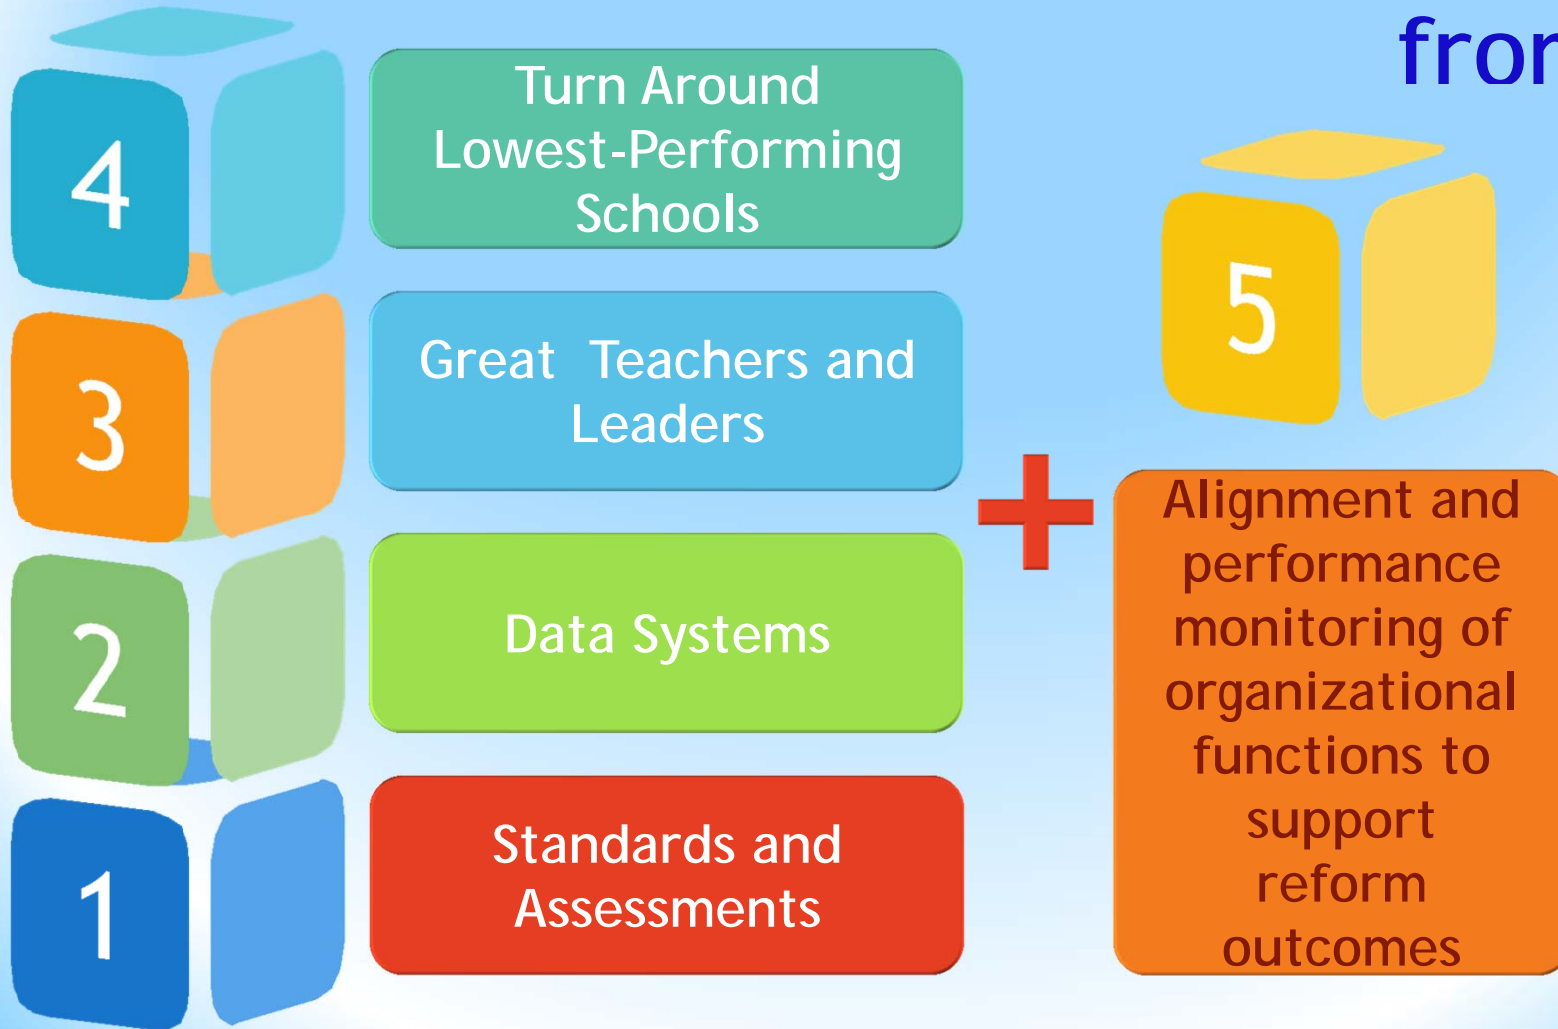 4
Turn Around
Lowest-Performing
Schools
3
Great Teachers and
Leaders
2
Data Systems
1
Standards and
Assessments
+
5
Alignment and
performance
monitoring of
organizational
functions to
support
reform
outcomes